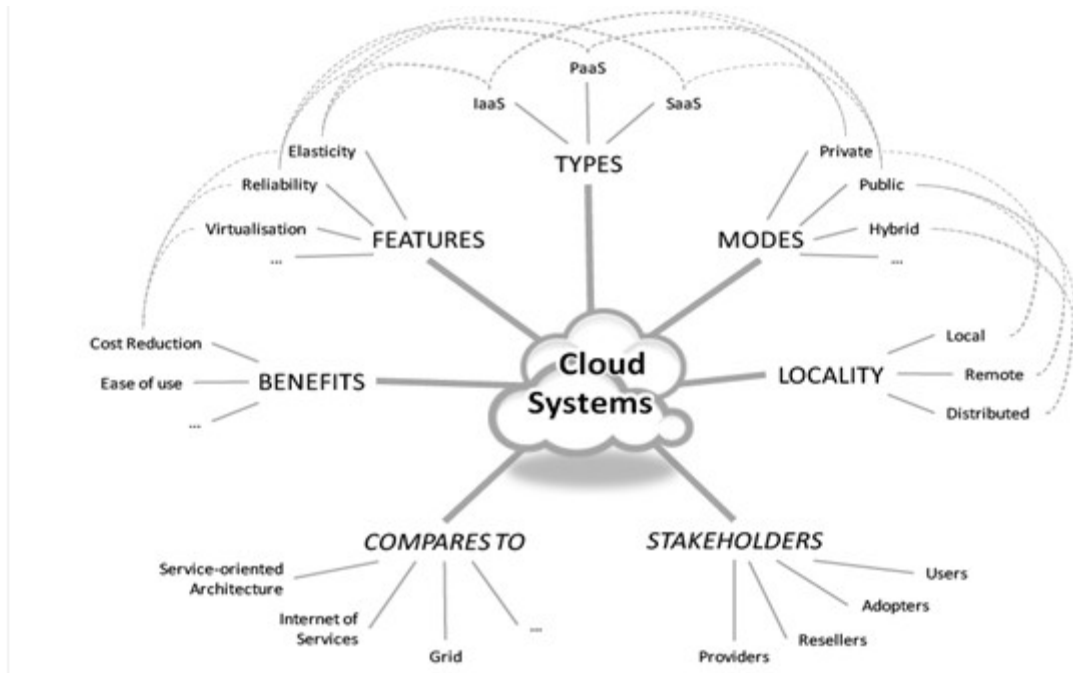 PaaS
IaaS
SaaS
TYPES
Elasticity
Reliability
Virtualisation
...
FEATURES
Private
Public
Hybrid
...
MODES
Cost Reduction
Ease of use
...
BENEFITS
Cloud
Systems
LOCALITY
Local
Remote
Distributed
COMPARES TO
Service-oriented
Architecture
Internet of
Services
Grid
...
STAKEHOLDERS
Users
Adopters
Resellers
Providers